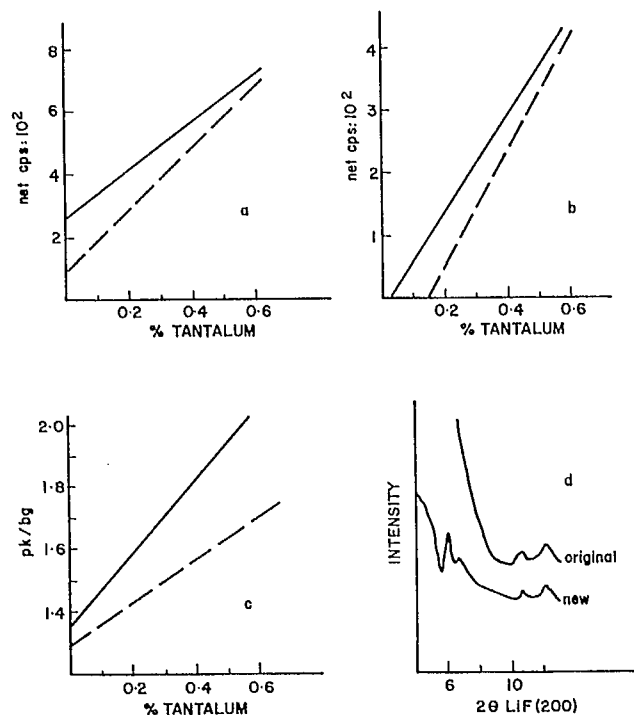 8
6
4
2
net cps:10²
a
0·2
0·4
0·6
% TANTALUM
4
3
2
1
0
net cps:10²
b
0·2
0·4
0·6
% TANTALUM
2·0
1·8
1·6
1·4
pk/bg
c
0·2
0·4
0·6
% TANTALUM
INTENSITY
d
original
new
6
10
2θ LiF(200)